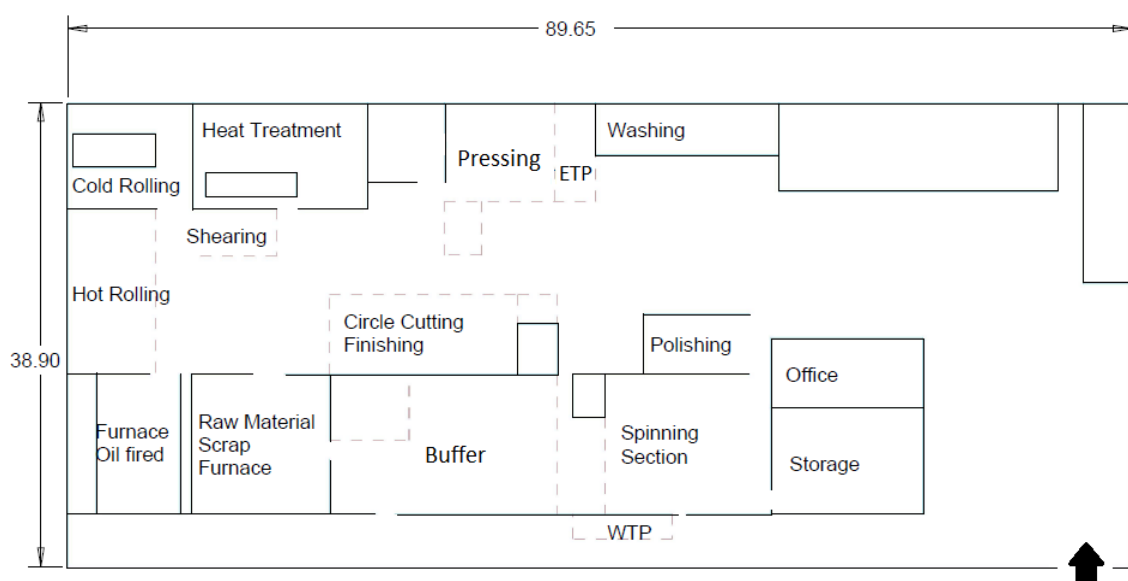 89.65
Heat Treatment
Washing
Pressing
ETP
Cold Rolling
Shearing
Hot Rolling
Circle Cutting
Finishing
Polishing
38.90
Office
Furnace
Oil fired
Raw Material
Scrap
Furnace
Buffer
Spinning
Section
Storage
WTP